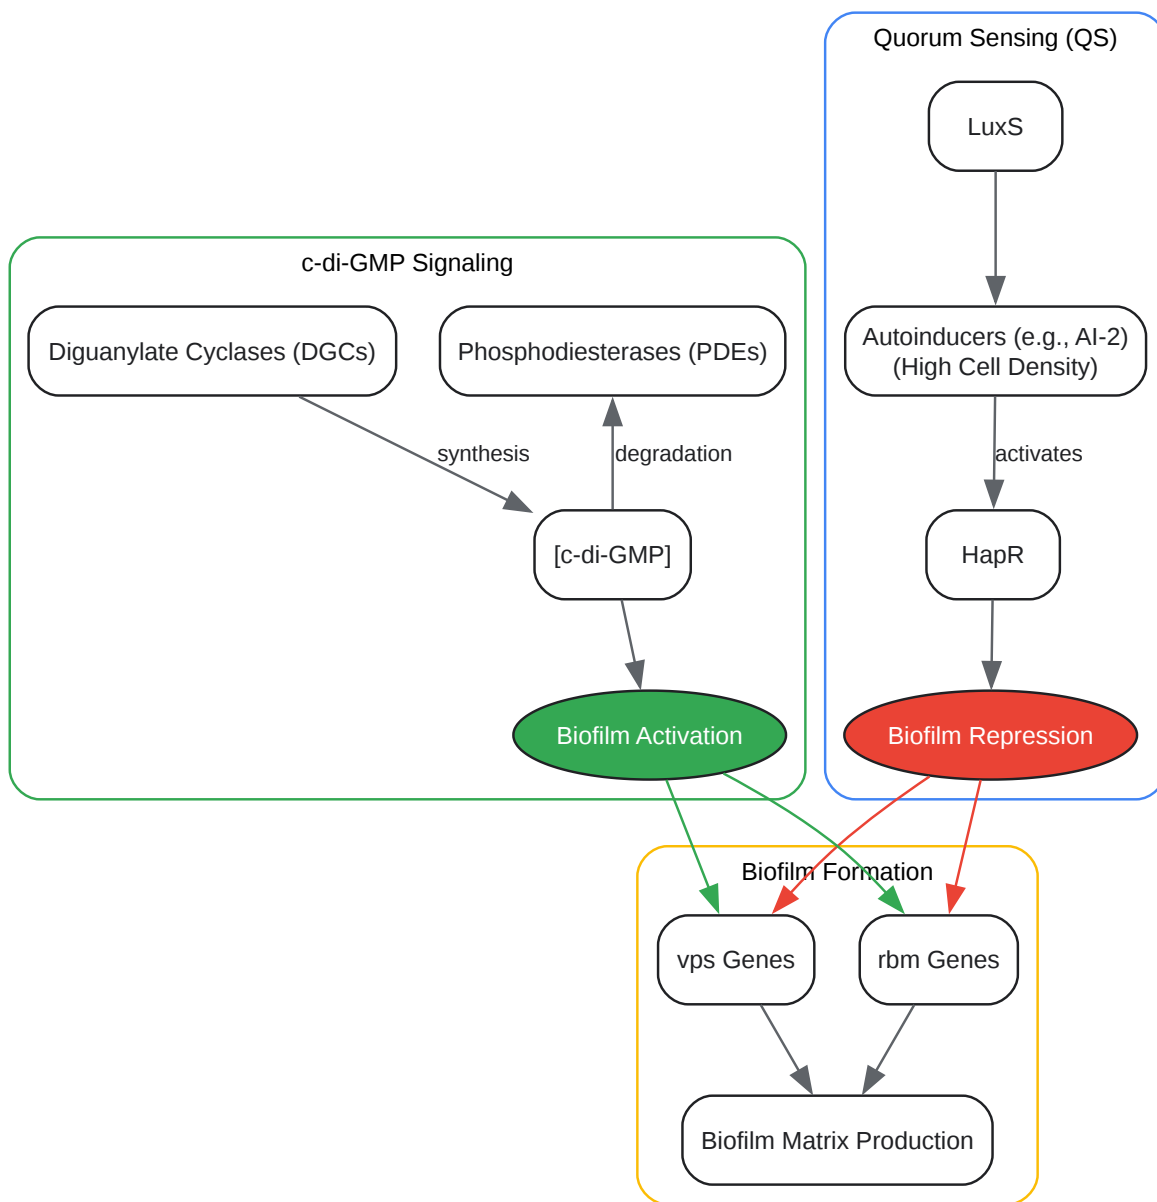 Quorum Sensing (QS)
LuxS
c-di-GMP Signaling
Diguanylate Cyclases (DGCs)
Phosphodiesterases (PDEs)
Autoinducers (e.g., AI-2)
(High Cell Density)
synthesis
degradation
activates
[c-di-GMP]
HapR
Biofilm Activation
Biofilm Repression
Biofilm Formation
vps Genes
rbm Genes
Biofilm Matrix Production